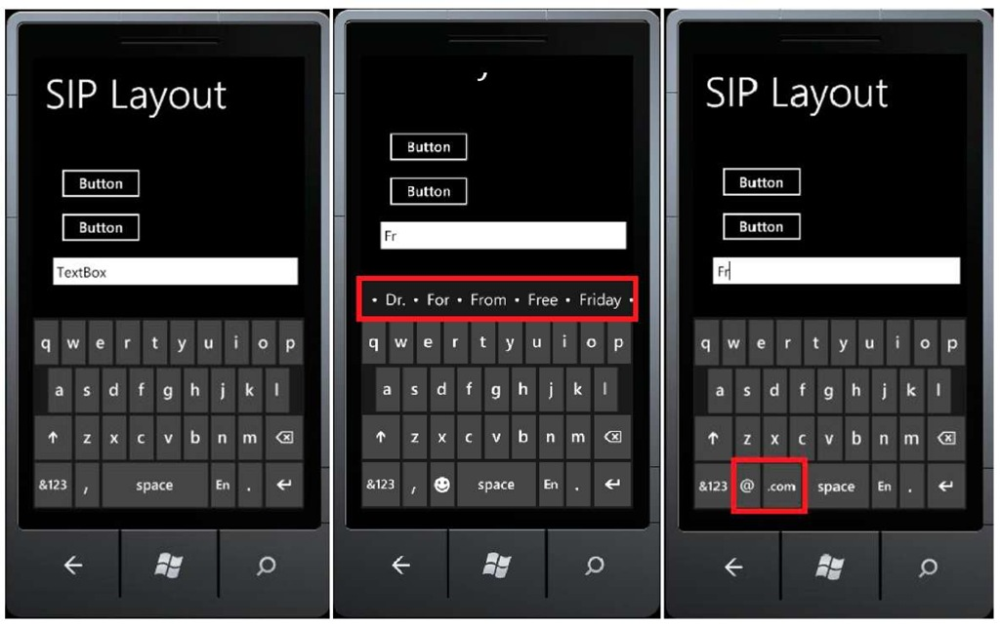 SIP Layout
Button
Button
TextBox
q w e r t y u i o p
a s d f g h j k l
z x c v b n m
&123 , space En .
Button
Button
Fr
• Dr. • For • From • Free • Friday •
q w e r t y u i o p
a s d f g h j k l
z x c v b n m
&123 , space En .
SIP Layout
Button
Button
Fr
q w e r t y u i o p
a s d f g h j k l
z x c v b n m
&123 @ .com space En .